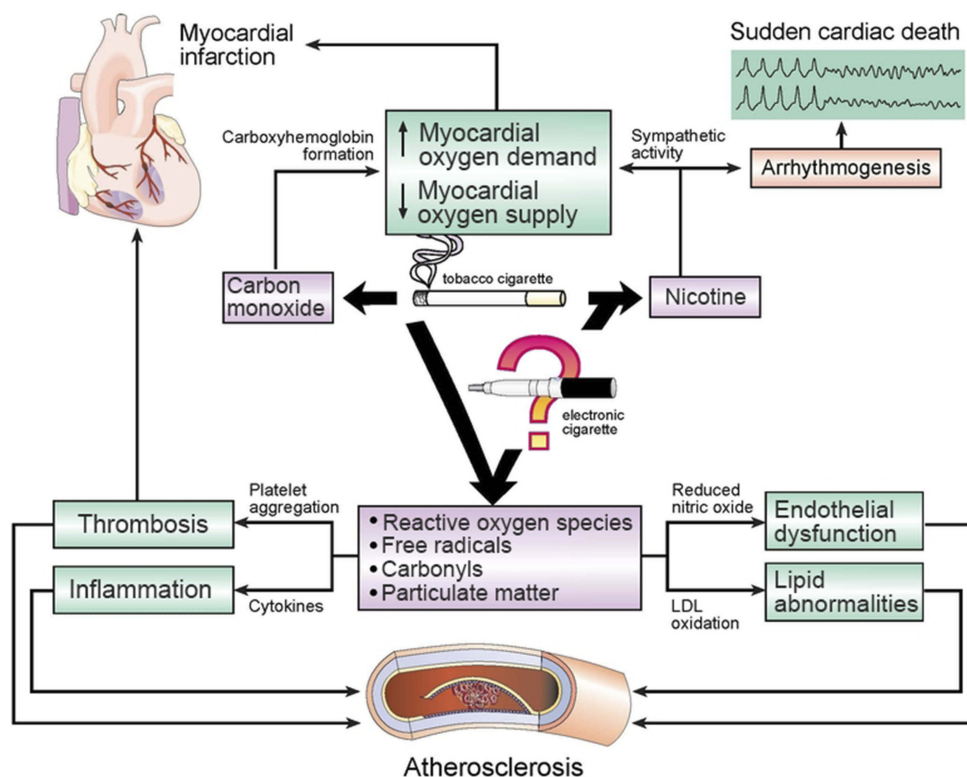 Sudden cardiac death
Myocardial
infarction
Carboxyhemoglobin
formation
↑ Myocardial
oxygen demand
↓ Myocardial
oxygen supply
Sympathetic
activity
Arrhythmogenesis
Carbon
monoxide
tobacco cigarette
Nicotine
electronic
cigarette
Platelet
aggregation
Thrombosis
Inflammation
Cytokines
• Reactive oxygen species
• Free radicals
• Carbonyls
• Particulate matter
Reduced
nitric oxide
Endothelial
dysfunction
LDL
oxidation
Lipid
abnormalities
?
Atherosclerosis